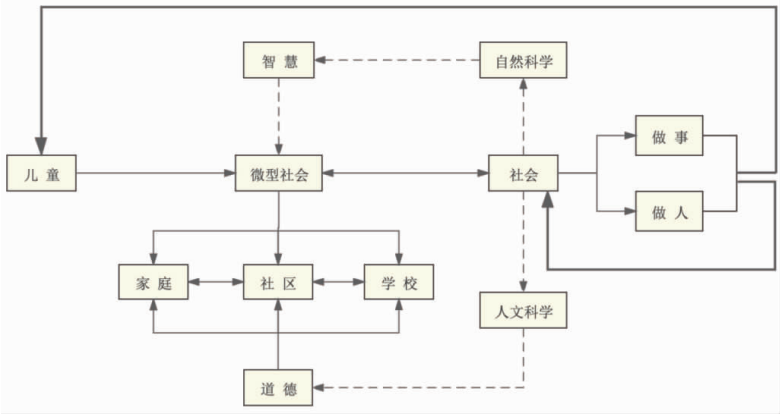 智 慧
自然科学
做 事
儿 童
微型社会
社会
做 人
家 庭
社 区
学 校
人文科学
道 德